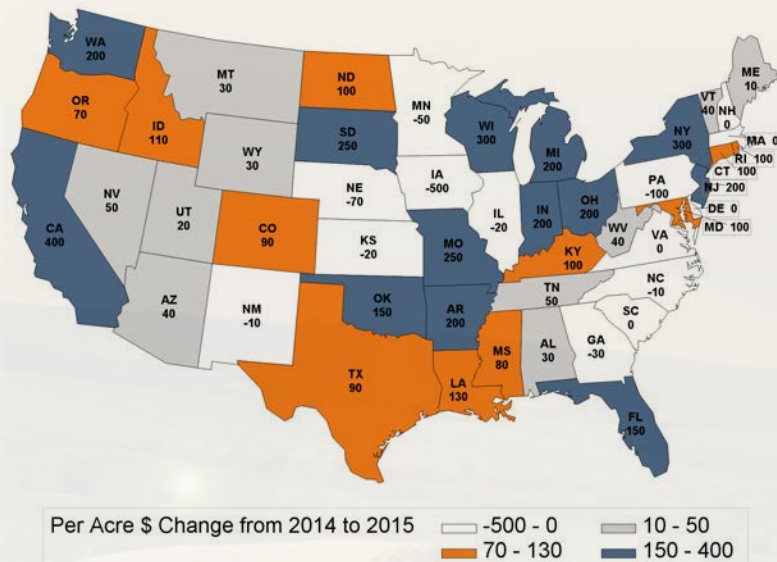 WA
200
OR
70
ID
110
MT
30
WY
30
ND
100
SD
250
NE
-70
KS
-20
MN
-50
IA
-500
WI
300
MI
200
IL
-20
IN
200
OH
200
MO
250
KY
100
CA
400
NV
50
UT
20
CO
90
AZ
40
NM
-10
OK
150
AR
200
TX
90
LA
130
MS
80
AL
30
TN
50
GA
-30
FL
150
SC
0
NC
-10
VA
0
WV
40
PA
-100
NY
300
VT
40
NH
0
ME
10
MA 0
RI 100
CT 100
NJ 200
DE 0
MD 100
Per Acre $ Change from 2014 to 2015
-500 - 0
10 - 50
70 - 130
150 - 400